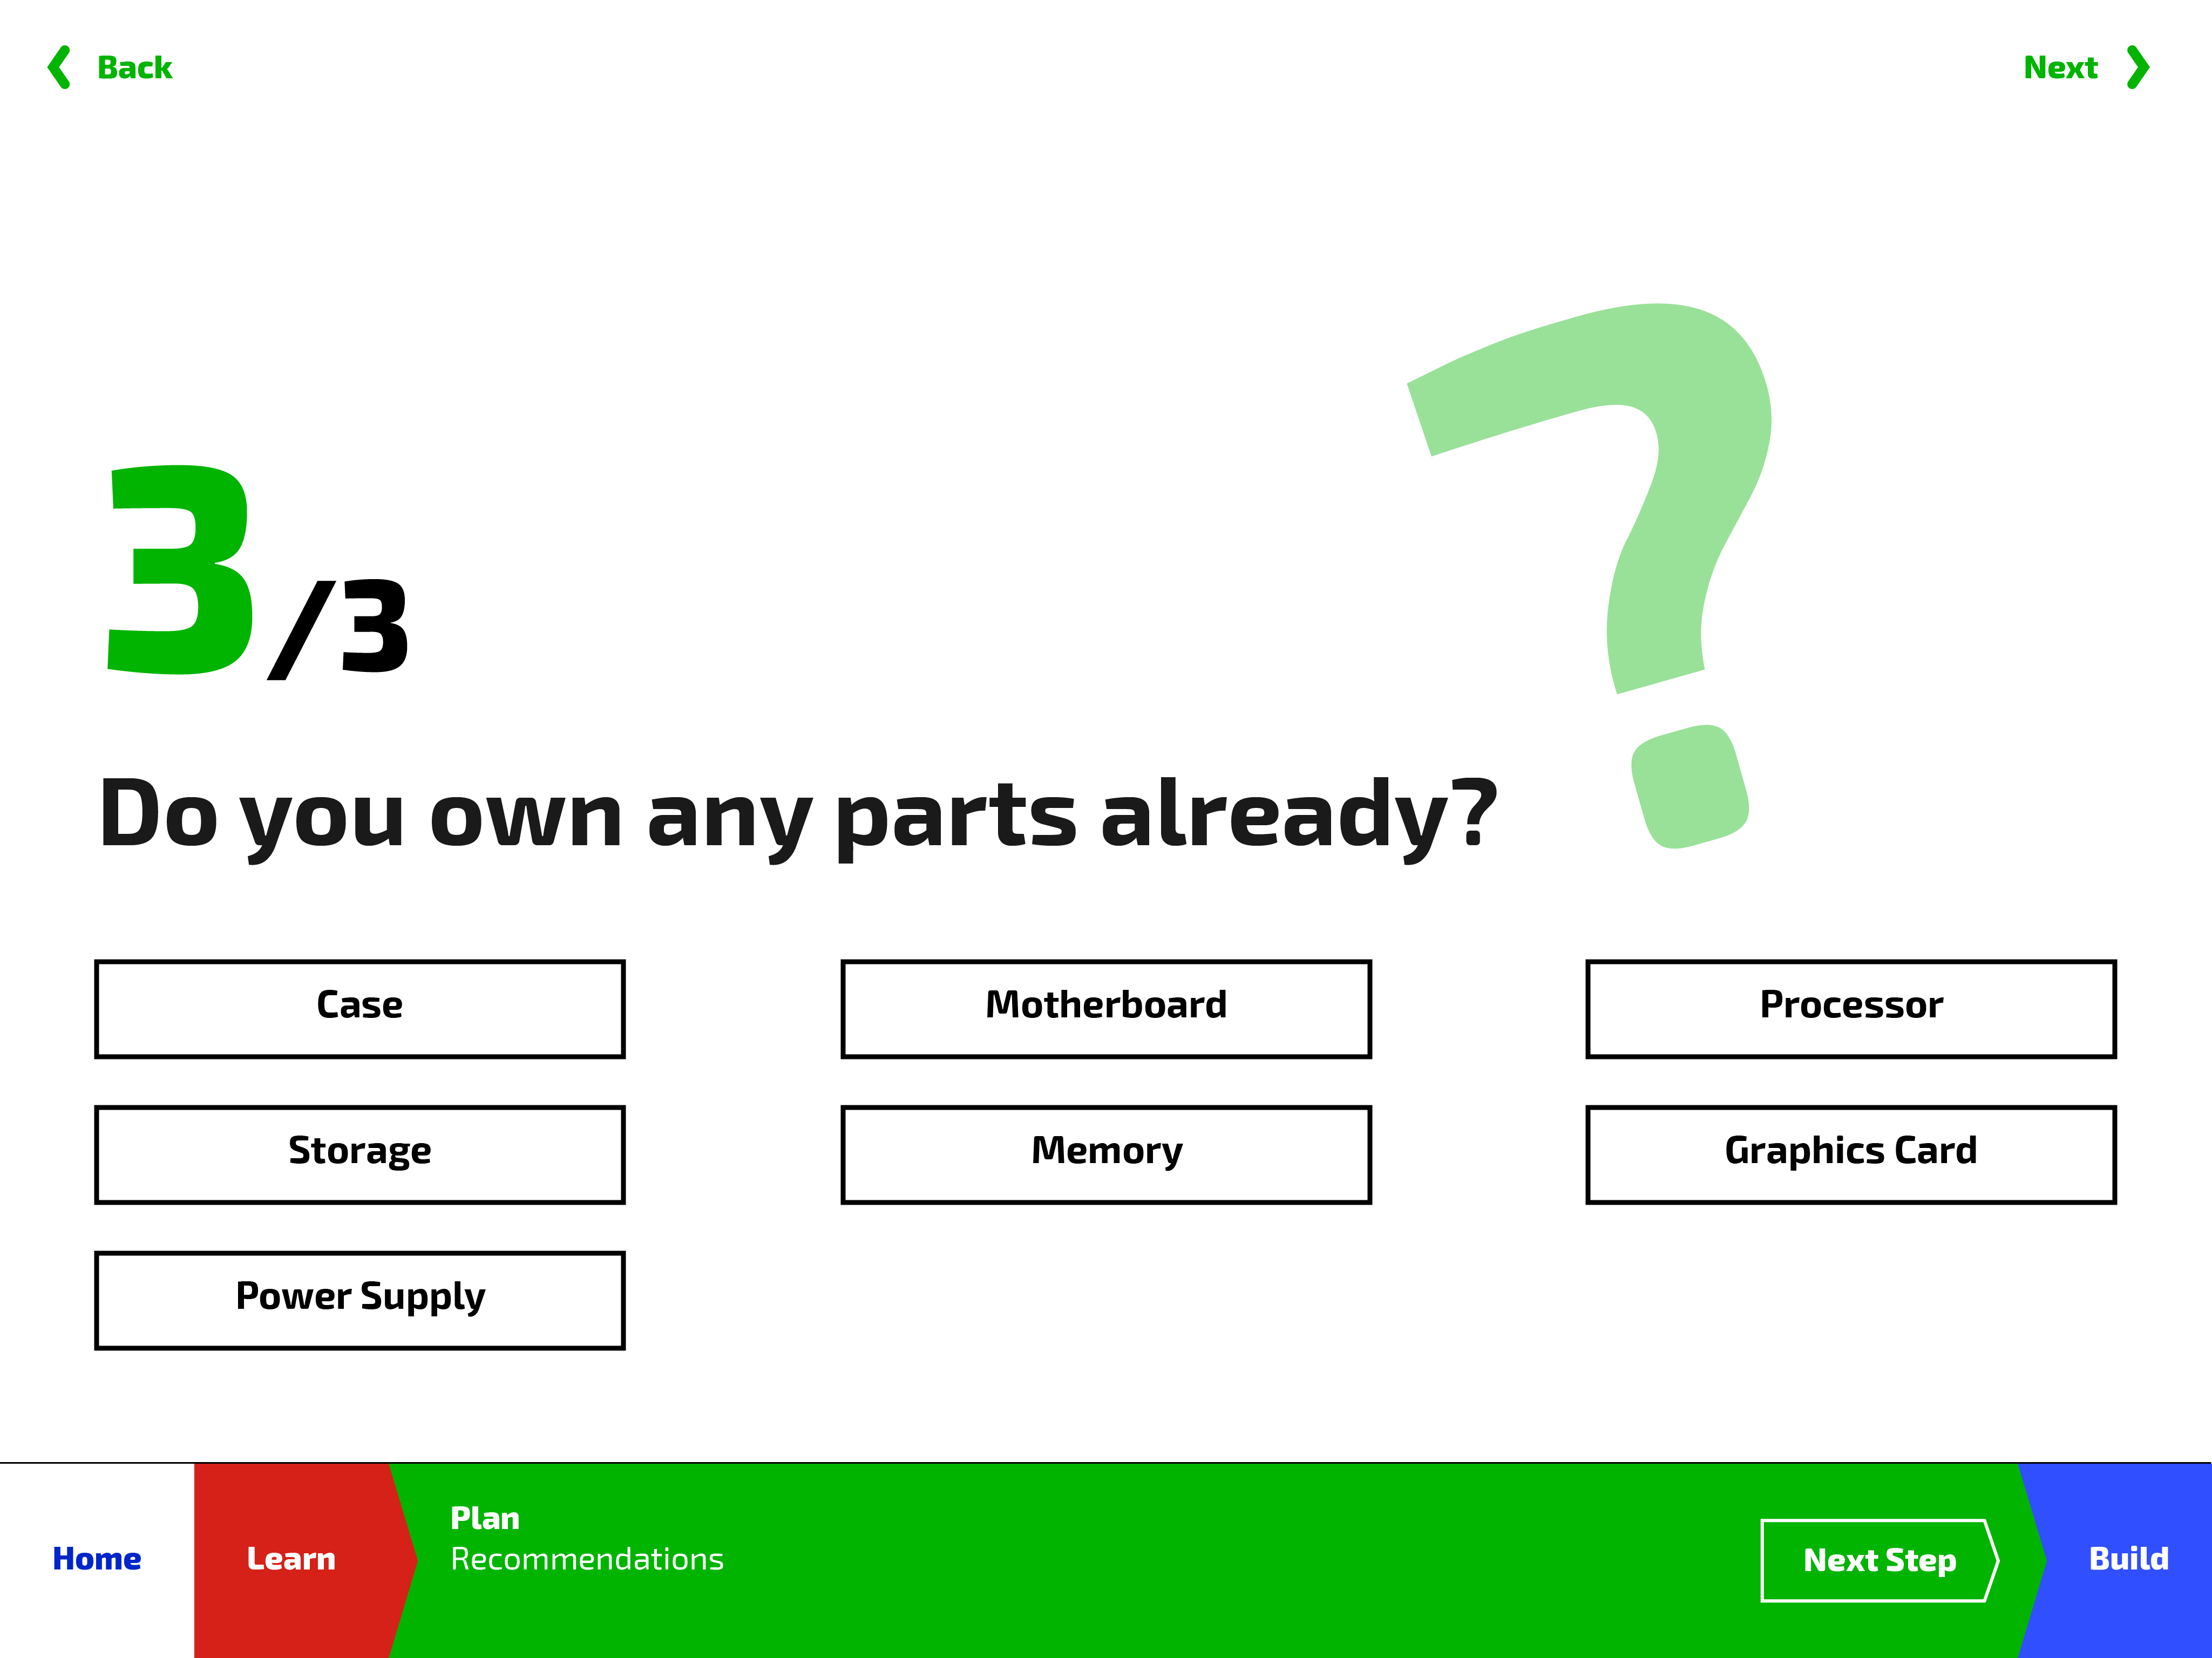 Back
Next
?
3/3
Do you own any parts already?
Case
Motherboard
Processor
Storage
Memory
Graphics Card
Power Supply
Home
Learn
Plan
Recommendations
Next Step
Build